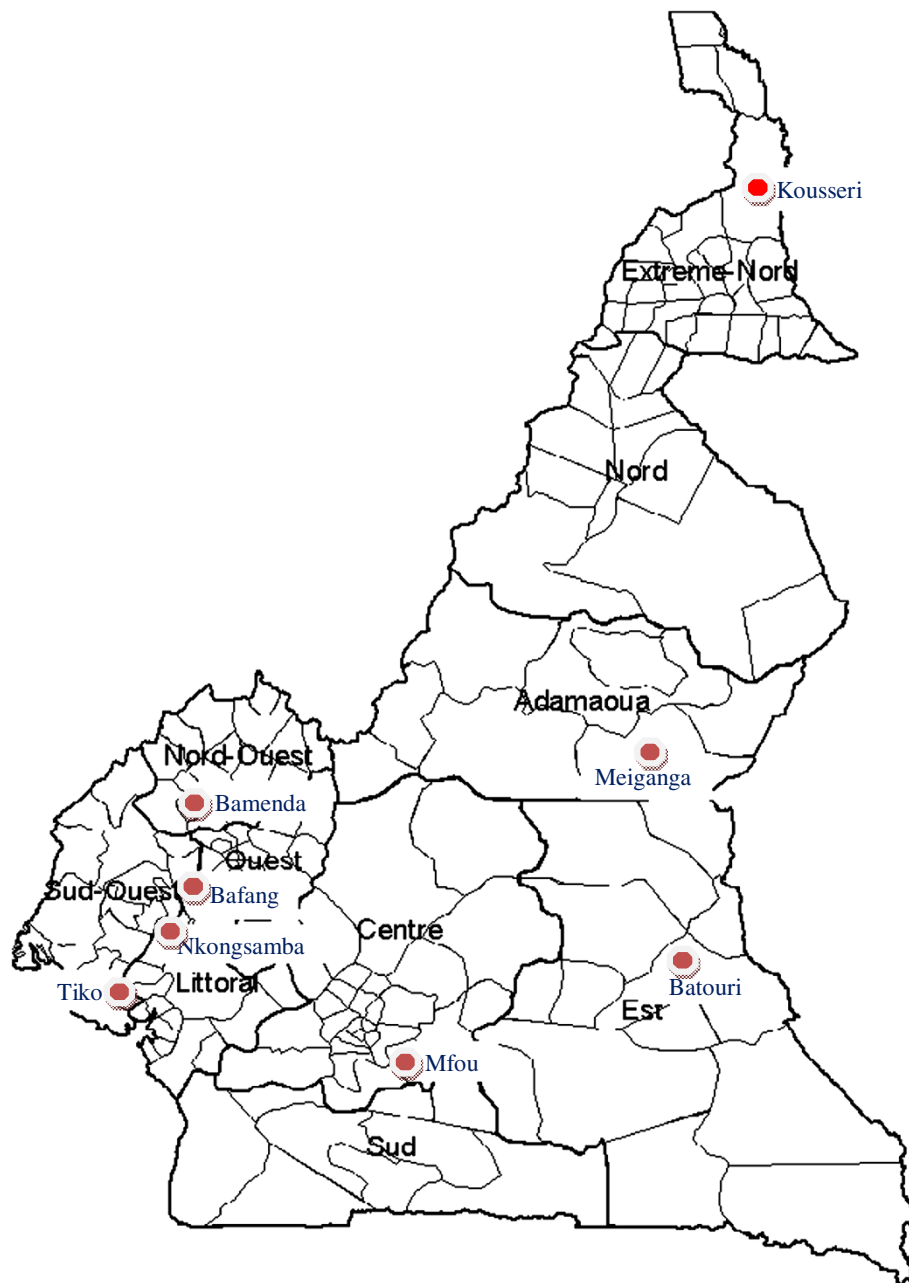 Kousseri
Extreme-Nord
Nord
Adamaoua
Nord-Ouest
Meiganga
Bamenda
Ouest
Sud-Ouest
Bafang
Centre
Nkongsamba
Batouri
Littoral
Tiko
Est
Mfou
Sud